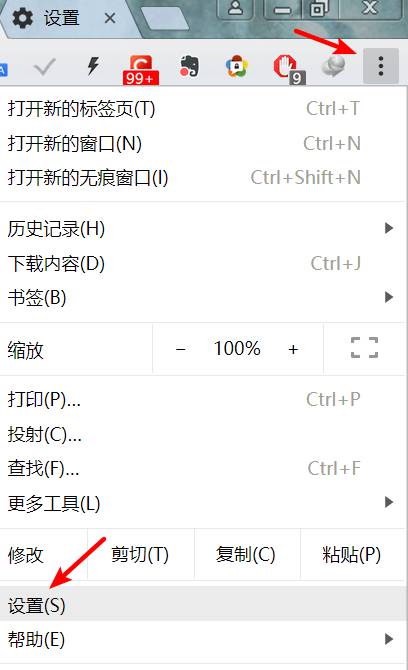 设置
99+
9
打开新的标签页(T) Ctrl+T
打开新的窗口(N) Ctrl+N
打开新的无痕窗口(I) Ctrl+Shift+N
历史记录(H)
下载内容(D) Ctrl+J
书签(B)
缩放 − 100% +
打印(P)... Ctrl+P
投射(C)...
查找(F)... Ctrl+F
更多工具(L)
修改 剪切(T) 复制(C) 粘贴(P)
设置(S)
帮助(E)